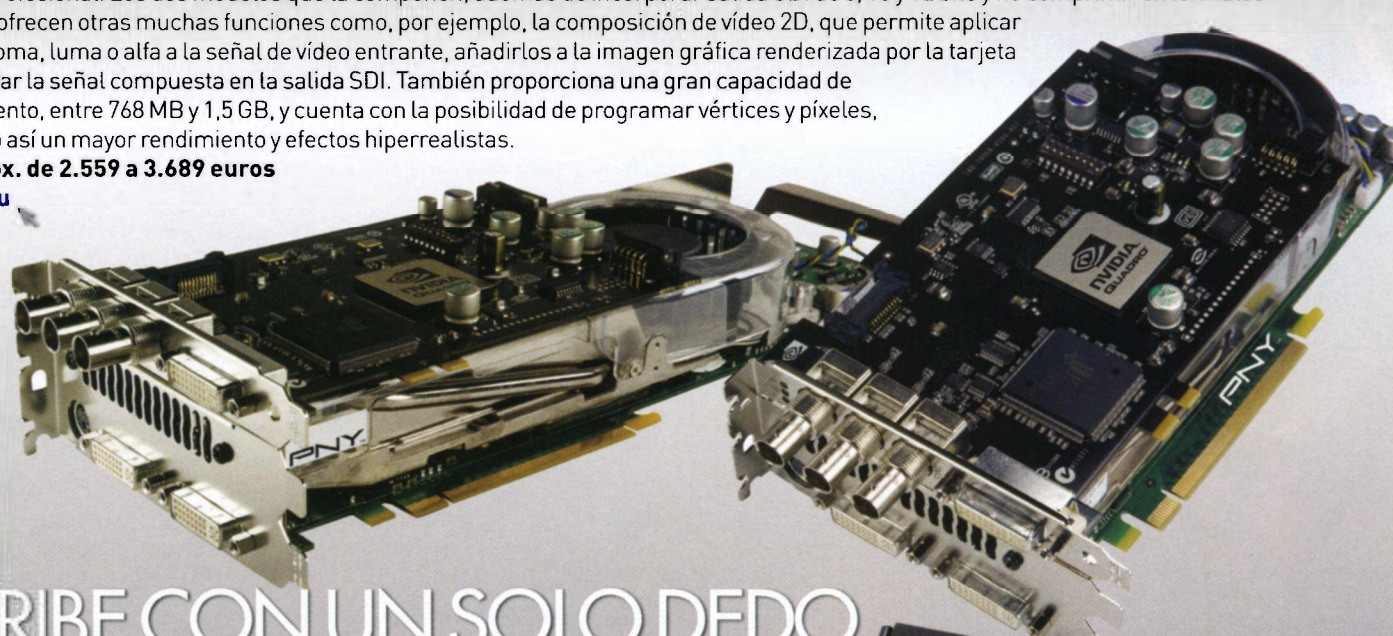 ofrecen otras muchas funciones como, por ejemplo, la composición de vídeo 2D, que permite aplicar
oma, luma o alfa a la señal de vídeo entrante, añadirlos a la imagen gráfica renderizada por la tarjeta
ar la señal compuesta en la salida SDI. También proporciona una gran capacidad de
ento, entre 768 MB y 1,5 GB, y cuenta con la posibilidad de programar vértices y píxeles,
o así un mayor rendimiento y efectos hiperrealistas.
x. de 2.559 a 3.689 euros
u
NVIDIA
QUADRO
PNY
NVIDIA
QUADRO
PNY
RIBE CON UN SOLO DEDO